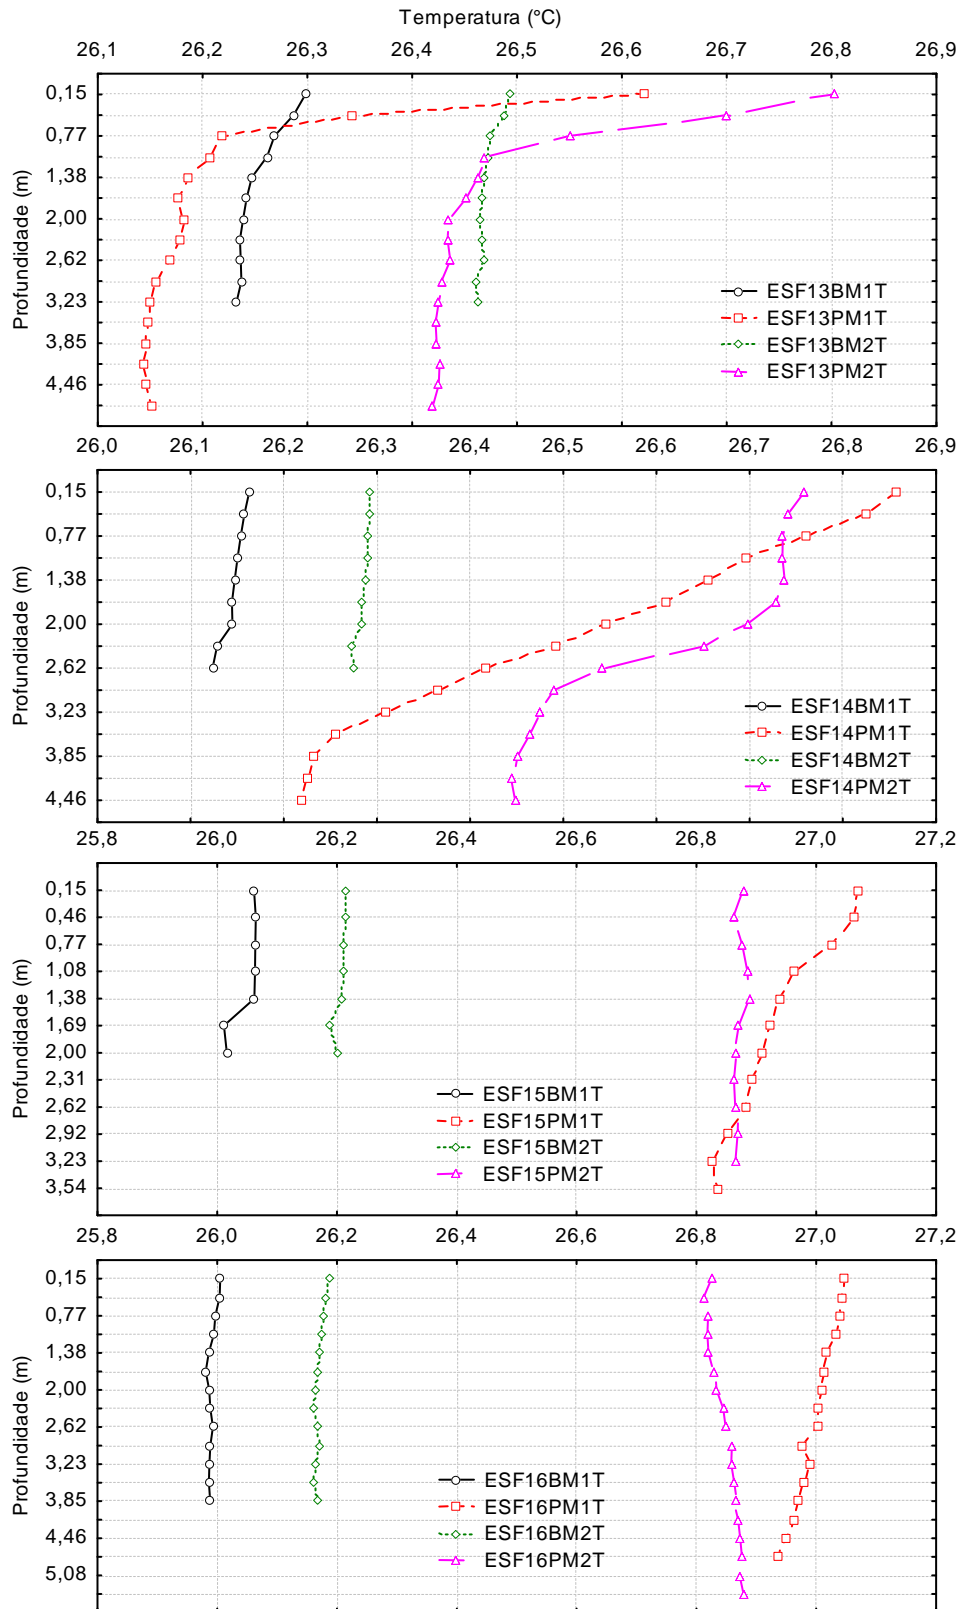 Temperatura (°C)
26,1 26,2 26,3 26,4 26,5 26,6 26,7 26,8 26,9
0,15
0,77
1,38
2,00
2,62
3,23
3,85
4,46
Profundidade (m)
ESF13BM1T
ESF13PM1T
ESF13BM2T
ESF13PM2T
26,0 26,1 26,2 26,3 26,4 26,5 26,6 26,7 26,8 26,9
0,15
0,77
1,38
2,00
2,62
3,23
3,85
4,46
Profundidade (m)
ESF14BM1T
ESF14PM1T
ESF14BM2T
ESF14PM2T
25,8 26,0 26,2 26,4 26,6 26,8 27,0 27,2
0,15
0,46
0,77
1,08
1,38
1,69
2,00
2,31
2,62
2,92
3,23
3,54
Profundidade (m)
ESF15BM1T
ESF15PM1T
ESF15BM2T
ESF15PM2T
25,8 26,0 26,2 26,4 26,6 26,8 27,0 27,2
0,15
0,77
1,38
2,00
2,62
3,23
3,85
4,46
5,08
Profundidade (m)
ESF16BM1T
ESF16PM1T
ESF16BM2T
ESF16PM2T